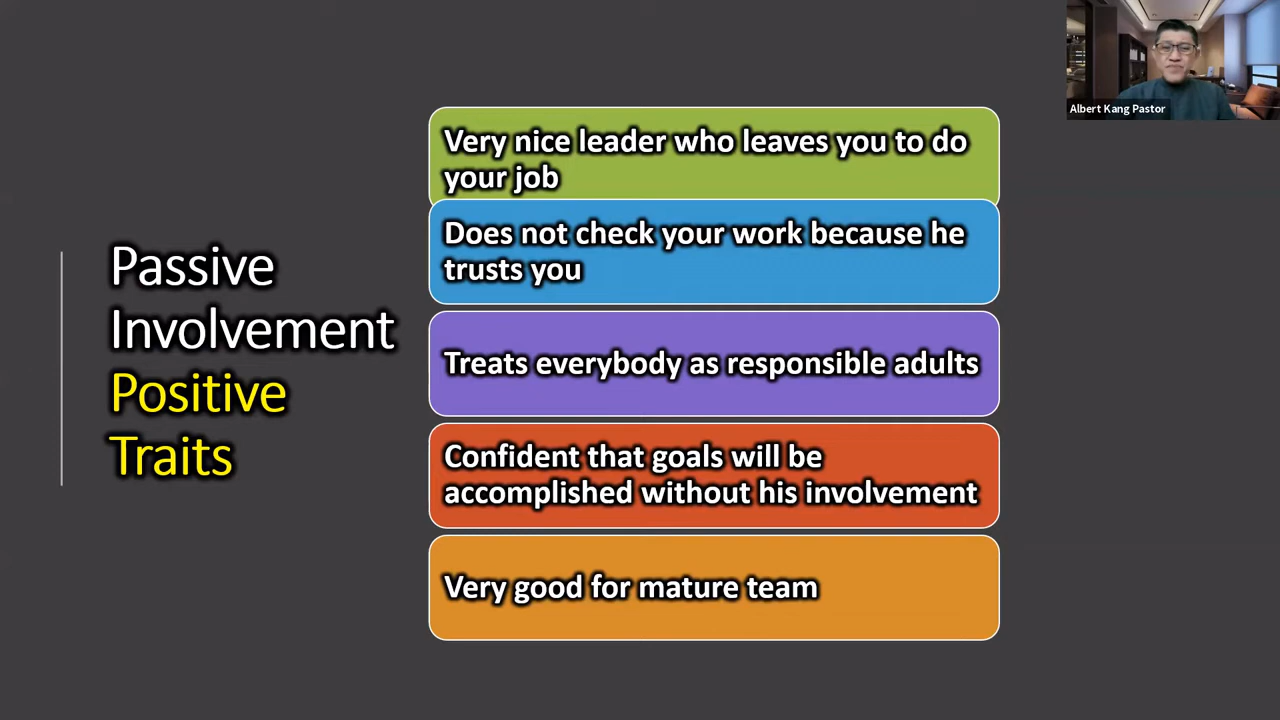 Albert Kang Pastor
Passive
Involvement
Positive
Traits
Very nice leader who leaves you to do
your job
Does not check your work because he
trusts you
Treats everybody as responsible adults
Confident that goals will be
accomplished without his involvement
Very good for mature team